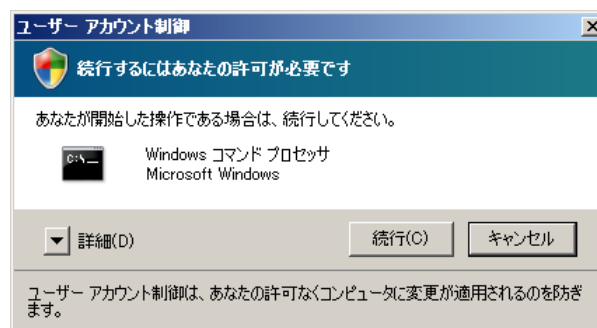 ユーザー アカウント制御
続行するにはあなたの許可が必要です
あなたが開始した操作である場合は、続行してください。
C:\_
Windows コマンド プロセッサ
Microsoft Windows
詳細(D)
続行(C)
キャンセル
ユーザー アカウント制御は、あなたの許可なくコンピュータに変更が適用されるのを防ぎ
ます。